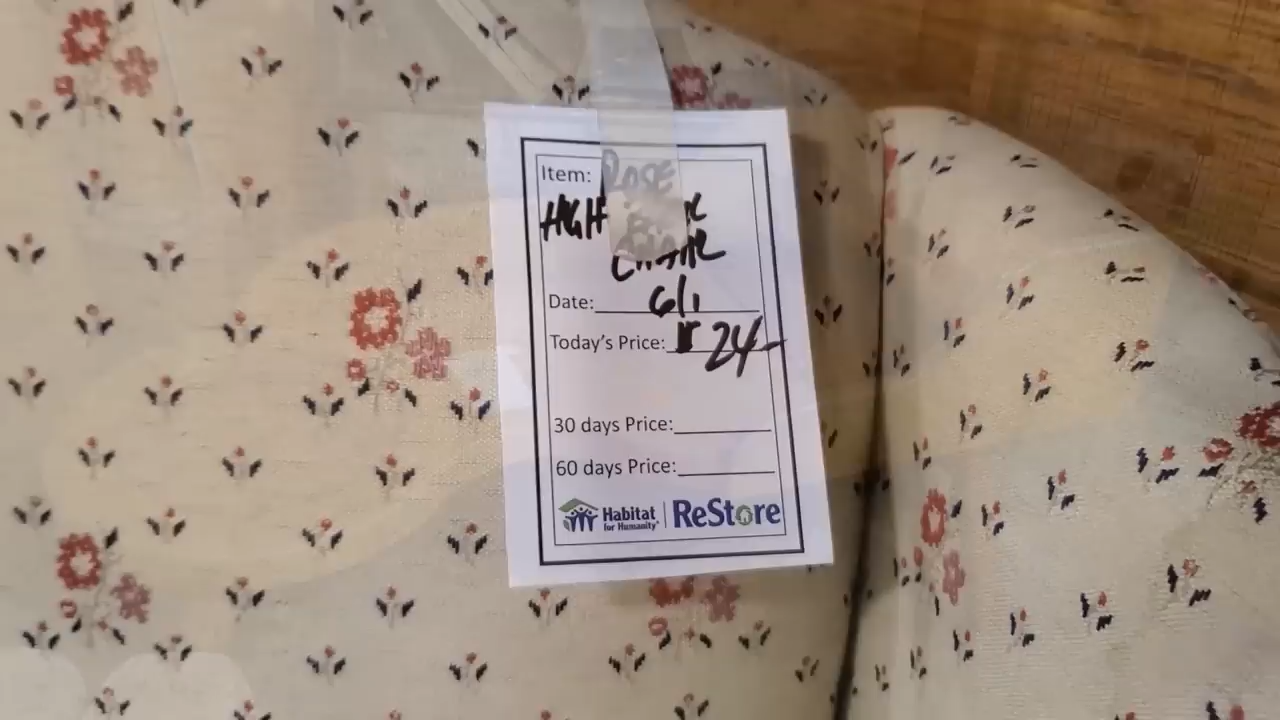 Item: ROSE
HIGH
CHAIR
Date: 6/1
Today's Price: 24-
30 days Price:
60 days Price:
Habitat for Humanity® | ReStore